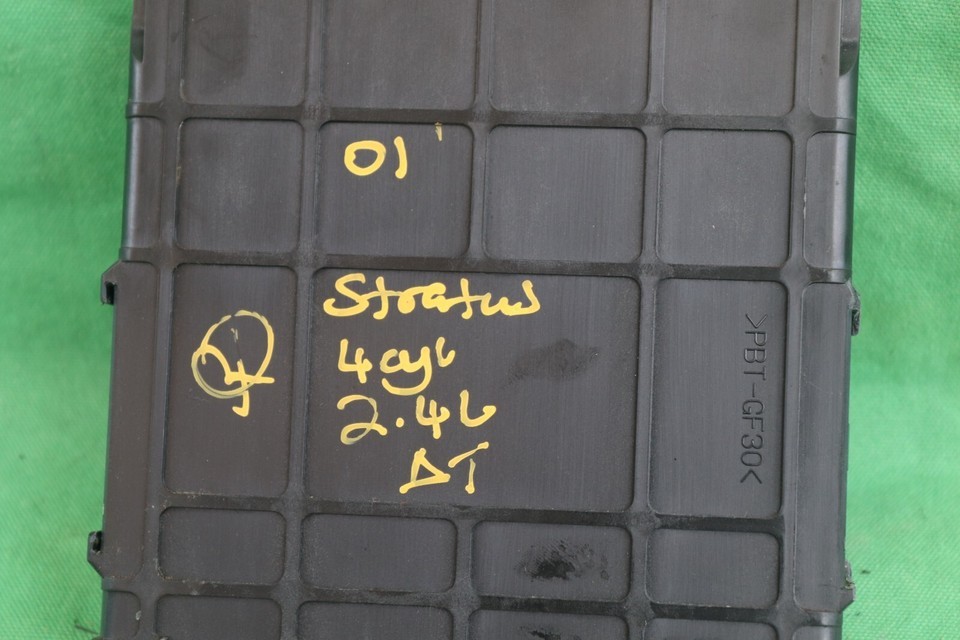 01'
Stratus
4cyl
2.4L
AT
>PBT-GF30<